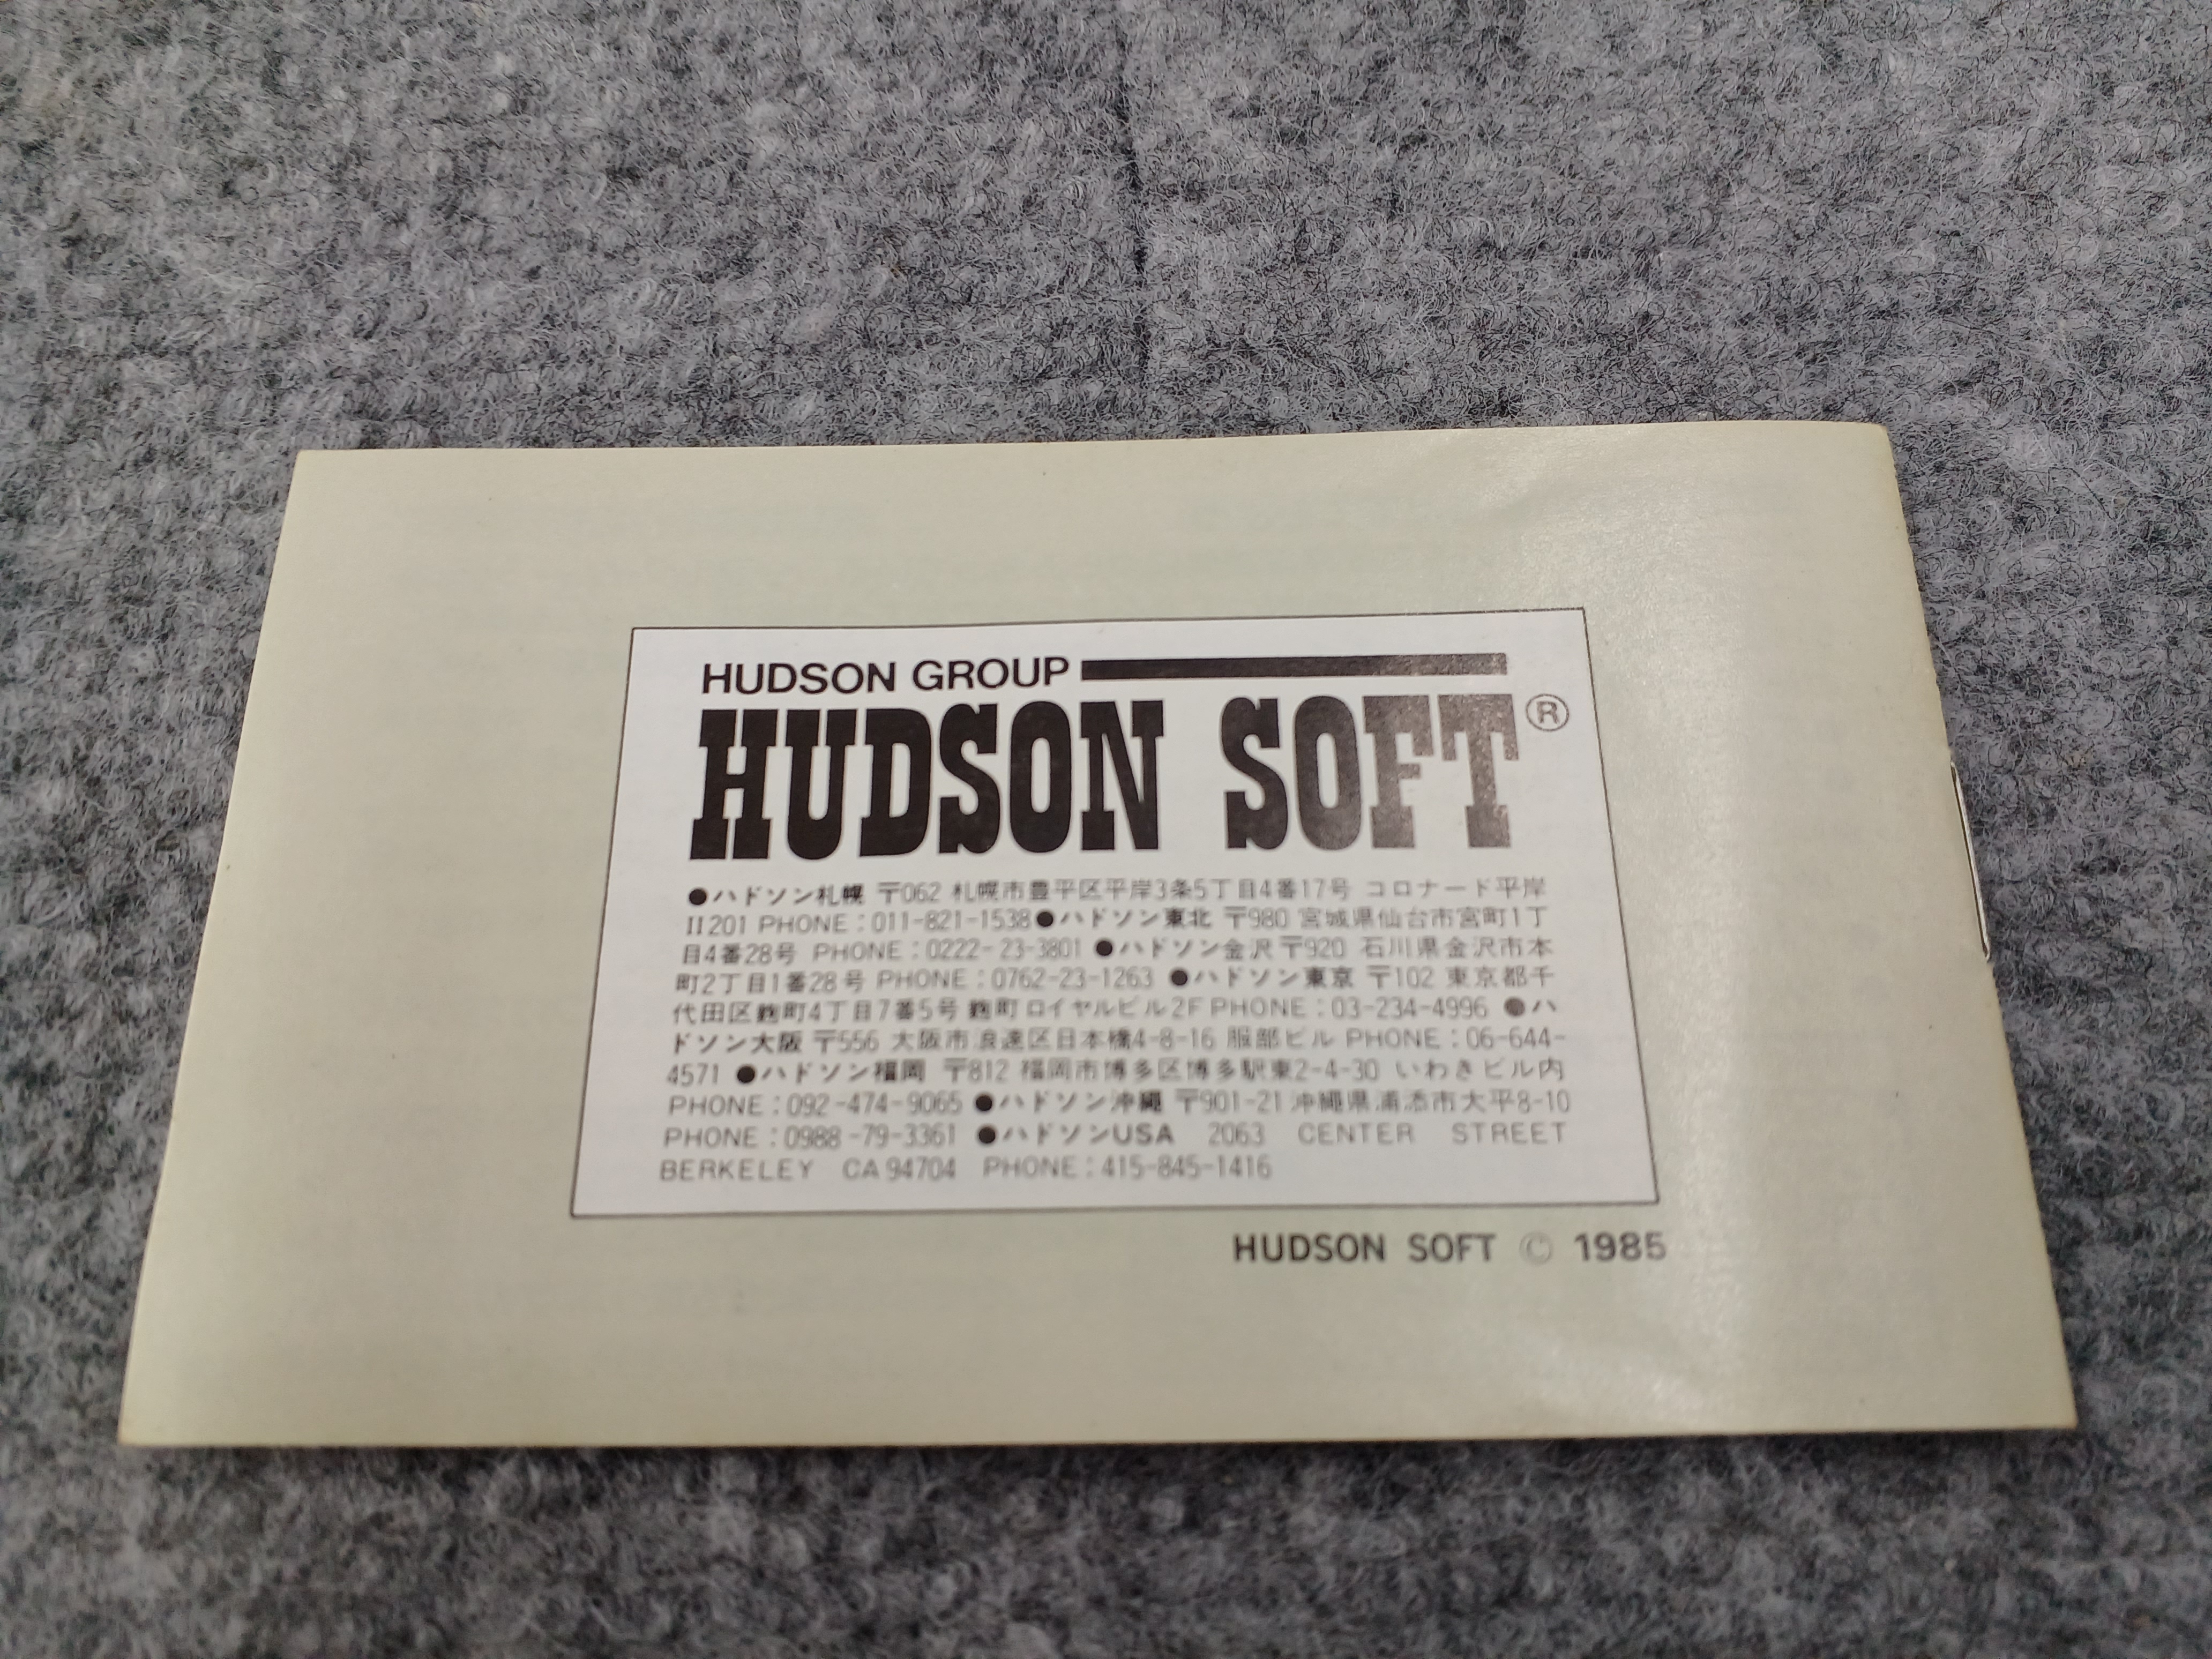 HUDSON GROUP
HUDSON SOFT®
●ハドソン札幌 〒062 札幌市豊平区平岸3条5丁目4番17号 コロナード平岸
II201 PHONE:011-821-1538●ハドソン東北 〒980 宮城県仙台市宮町1丁
目4番28号 PHONE:0222-23-3801 ●ハドソン金沢 〒920 石川県金沢市本
町2丁目1番28号 PHONE:0762-23-1263 ●ハドソン東京 〒102 東京都千
代田区麹町4丁目7番5号 麹町ロイヤルビル2F PHONE:03-234-4996 ●ハ
ドソン大阪 〒556 大阪市浪速区日本橋4-8-16 服部ビル PHONE:06-644-
4571 ●ハドソン福岡 〒812 福岡市博多区博多駅東2-4-30 いわきビル内
PHONE:092-474-9065 ●ハドソン沖縄 〒901-21 沖縄県浦添市大平8-10
PHONE:0988-79-3361 ●ハドソンUSA 2063 CENTER STREET
BERKELEY CA 94704 PHONE:415-845-1416
HUDSON SOFT © 1985